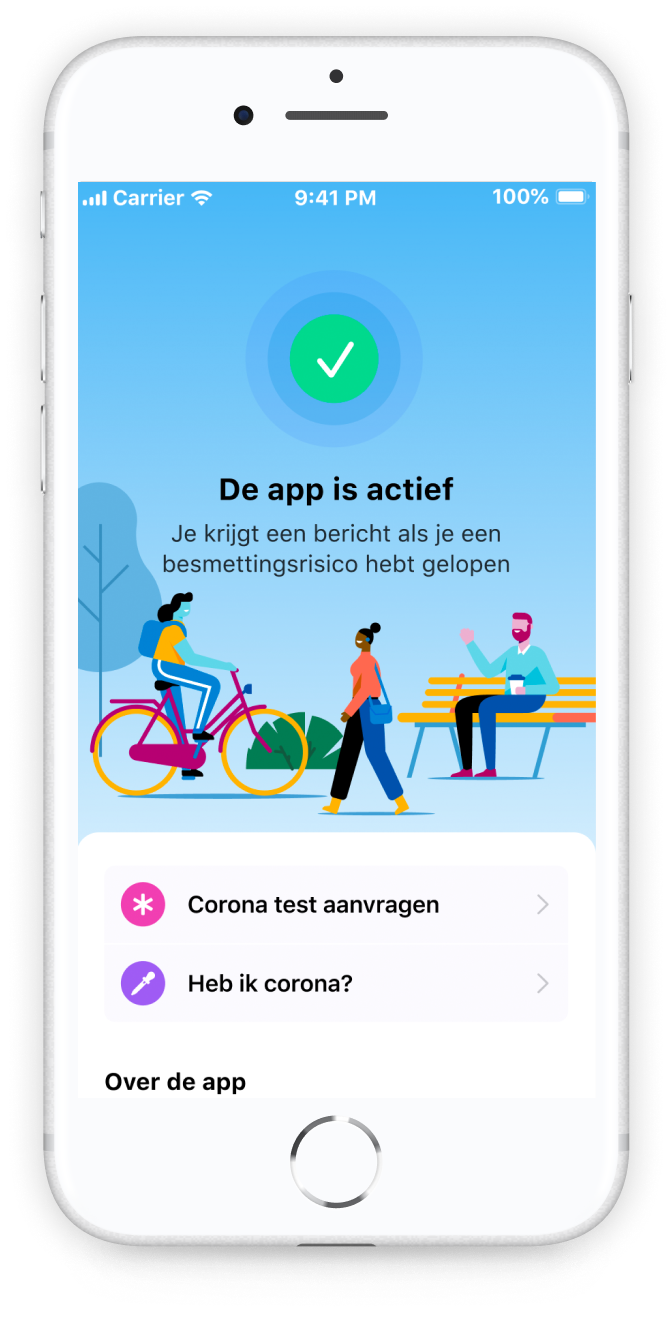 Carrier 9:41 PM 100%
De app is actief
Je krijgt een bericht als je een
besmettingsrisico hebt gelopen
Corona test aanvragen
Heb ik corona?
Over de app